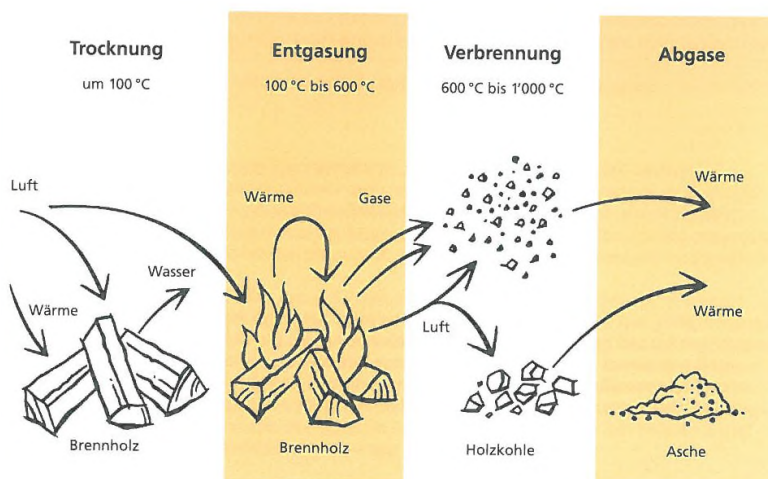 Trocknung
um 100 °C
Entgasung
100 °C bis 600 °C
Verbrennung
600 °C bis 1'000 °C
Abgase
Luft
Wärme
Wasser
Brennholz
Wärme
Gase
Brennholz
Luft
Holzkohle
Wärme
Wärme
Asche